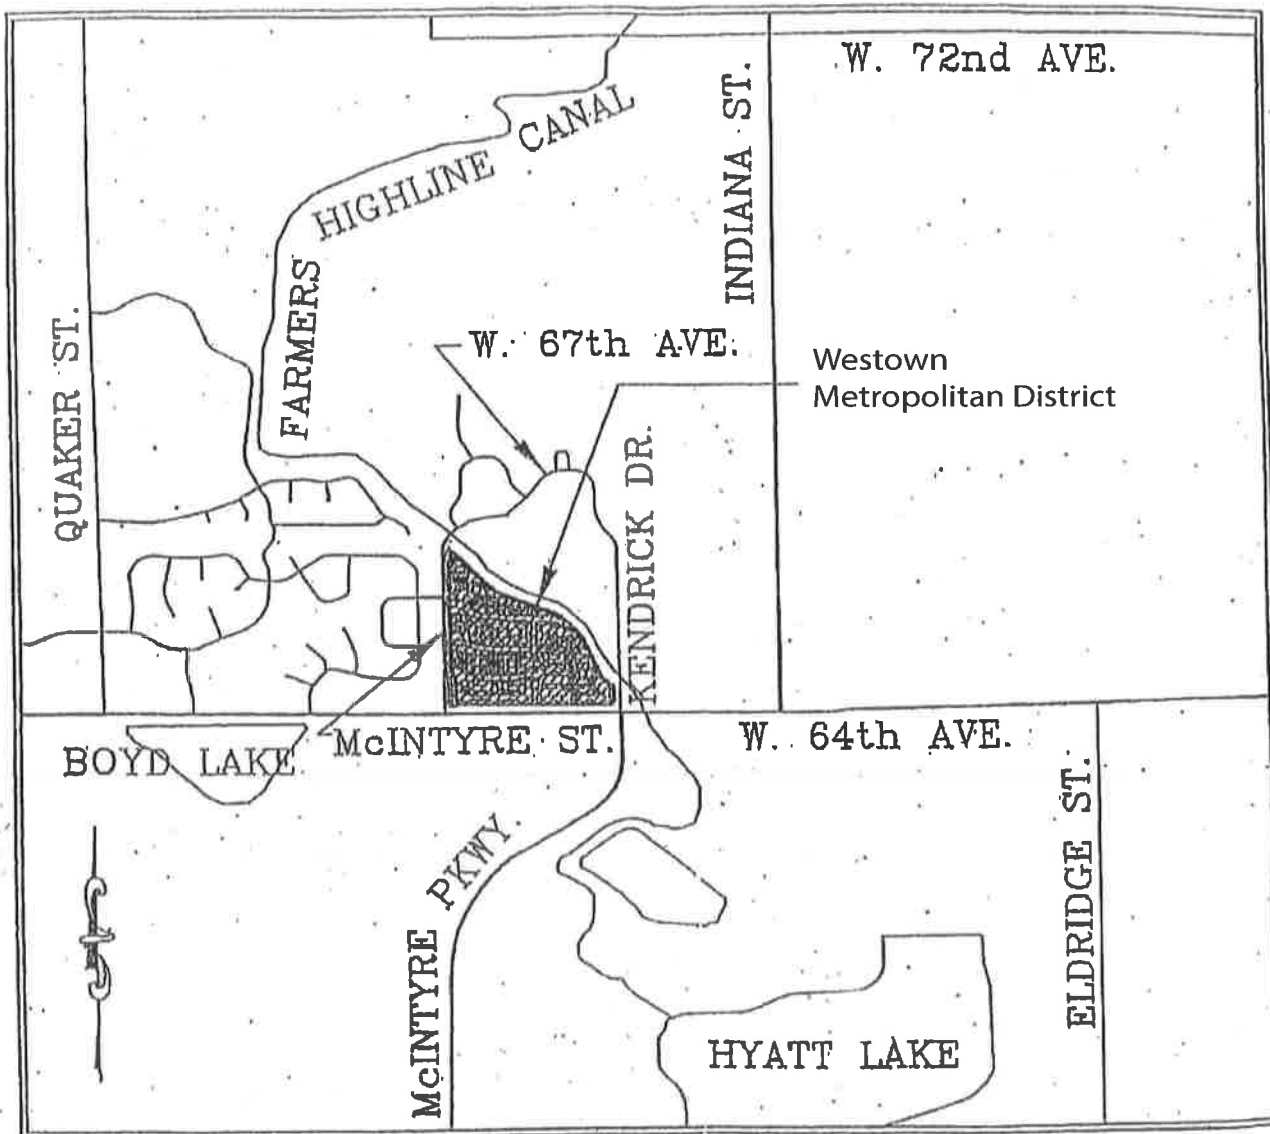 W. 72nd AVE.
INDIANA ST.
FARMERS HIGHLINE CANAL
QUAKER ST.
W. 67th AVE.
Westown
Metropolitan District
KENDRICK DR.
BOYD LAKE
McINTYRE ST.
W. 64th AVE.
McINTYRE PKWY.
ELDRIDGE ST.
HYATT LAKE